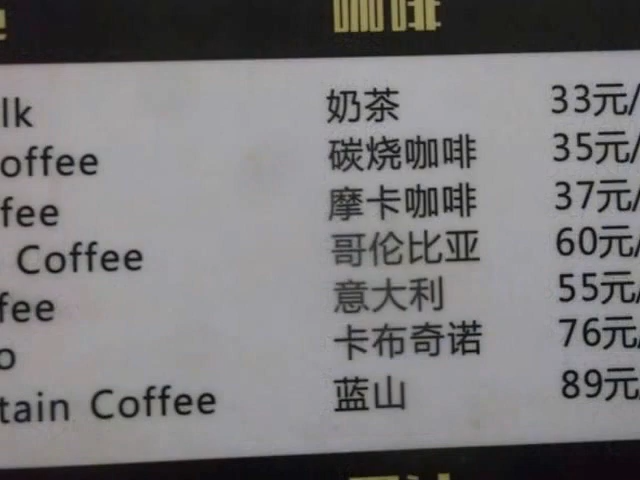 咖啡
lk 奶茶 33元/
offee 碳烧咖啡 35元/
fee 摩卡咖啡 37元/
Coffee 哥伦比亚 60元/
fee 意大利 55元/
o 卡布奇诺 76元/
tain Coffee 蓝山 89元/